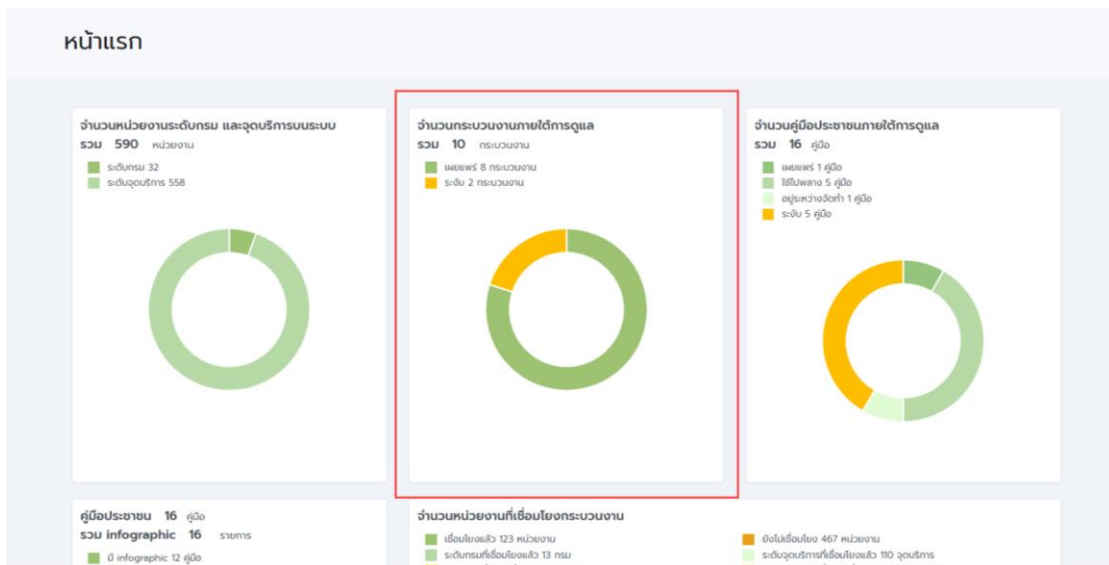 หน้าแรก
จำนวนหน่วยงานระดับกรม และจุดบริการบนระบบ
รวม 590 หน่วยงาน
ระดับกรม 32
ระดับจุดบริการ 558
จำนวนกระบวนงานภายใต้การดูแล
รวม 10 กระบวนงาน
เผยแพร่ 8 กระบวนงาน
ระงับ 2 กระบวนงาน
จำนวนคู่มือประชาชนภายใต้การดูแล
รวม 16 คู่มือ
เผยแพร่ 1 คู่มือ
ใช้ไปพลาง 5 คู่มือ
อยู่ระหว่างจัดทำ 1 คู่มือ
ระงับ 5 คู่มือ
คู่มือประชาชน 16 คู่มือ
รวม infographic 16 รายการ
มี infographic 12 คู่มือ
จำนวนหน่วยงานที่เชื่อมโยงกระบวนงาน
เชื่อมโยงแล้ว 123 หน่วยงาน
ระดับกรมที่เชื่อมโยงแล้ว 13 กรม
ยังไม่เชื่อมโยง 467 หน่วยงาน
ระดับจุดบริการที่เชื่อมโยงแล้ว 110 จุดบริการ